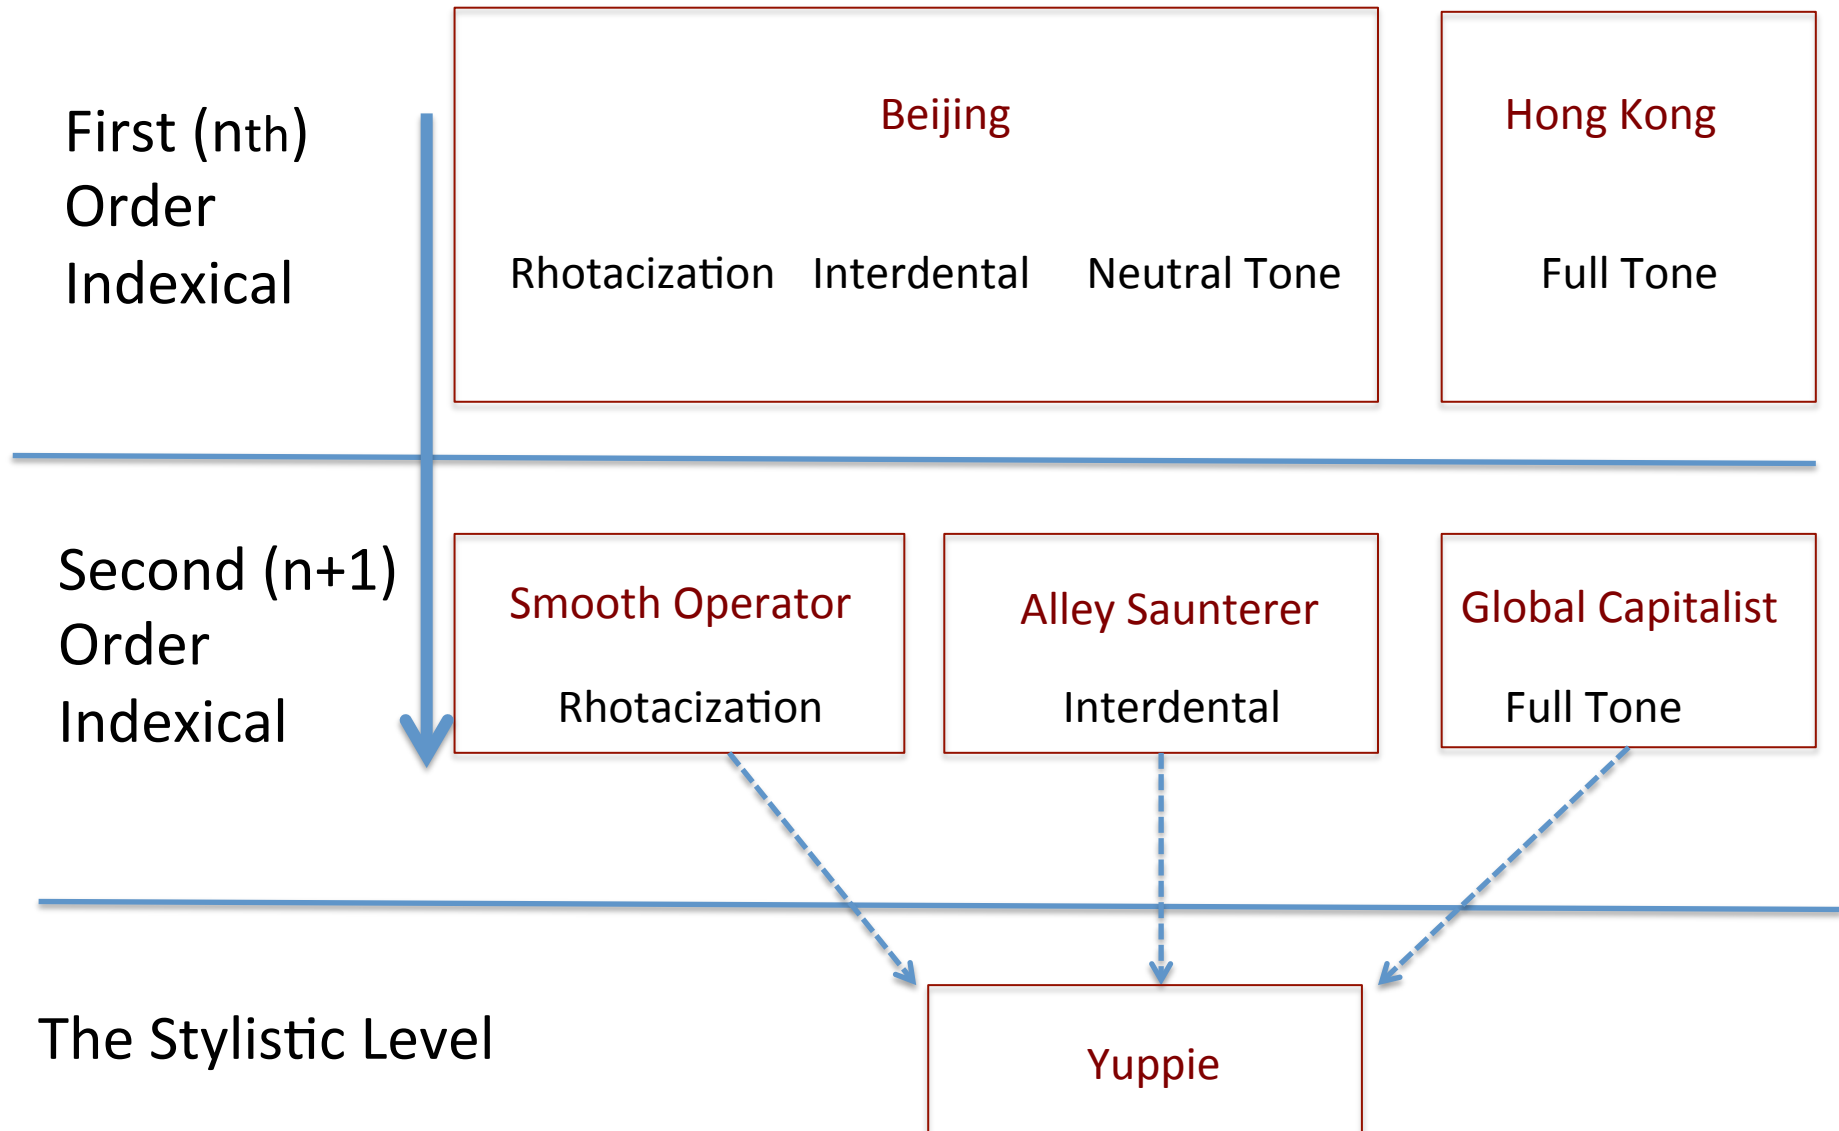 First (nth)
Order
Indexical
Beijing
Rhotacization Interdental Neutral Tone
Hong Kong
Full Tone
Second (n+1)
Order
Indexical
Smooth Operator
Rhotacization
Alley Saunterer
Interdental
Global Capitalist
Full Tone
The Stylistic Level
Yuppie